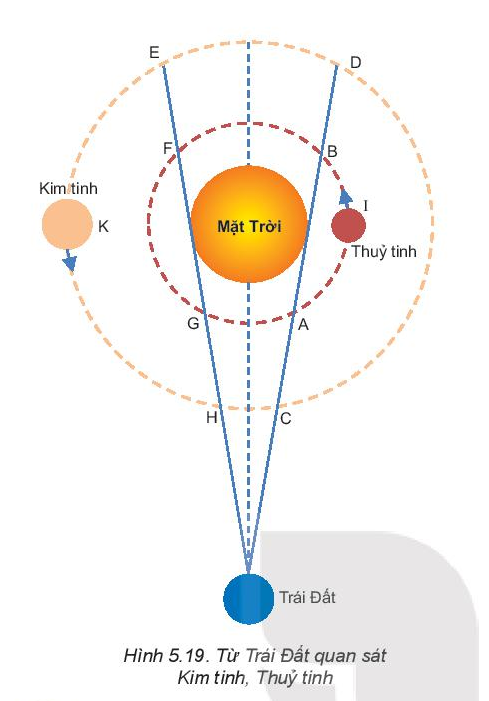 E
D
F
B
Kim tinh
I
K
Mặt Trời
Thuỷ tinh
G
A
H
C
Trái Đất
Hình 5.19. Từ Trái Đất quan sát
Kim tinh, Thuỷ tinh